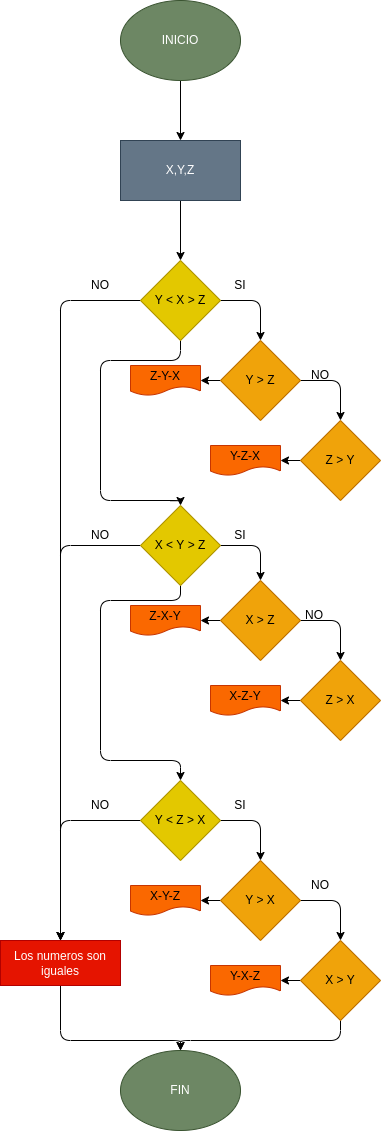 INICIO
X,Y,Z
NO
SI
Y < X > Z
Z-Y-X
Y > Z
NO
Y-Z-X
Z > Y
NO
SI
X < Y > Z
Z-X-Y
X > Z
NO
X-Z-Y
Z > X
NO
SI
Y < Z > X
X-Y-Z
Y > X
NO
Los numeros son
iguales
Y-X-Z
X > Y
FIN